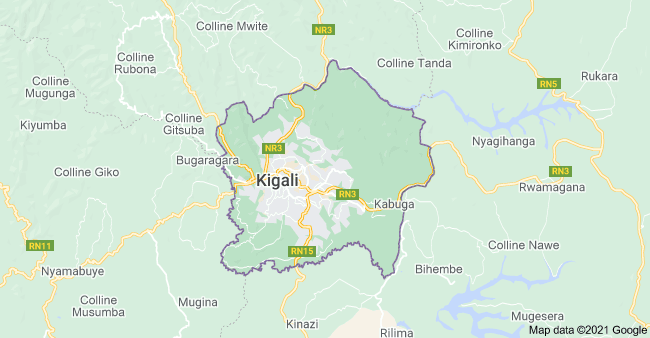 Colline Mwite
NR3
Colline
Kimironko
Colline
Rubona
Colline Tanda
Rukara
RN5
Colline
Mugunga
Kiyumba
Colline
Gitsuba
Nyagihanga
NR3
Bugaragara
Colline Giko
Kigali
RN3
Rwamagana
RN3
Kabuga
RN11
RN15
Colline Nawe
Nyamabuye
Bihembe
Colline
Musumba
Mugina
Kinazi
Rilima
Mugesera
Map data ©2021 Google